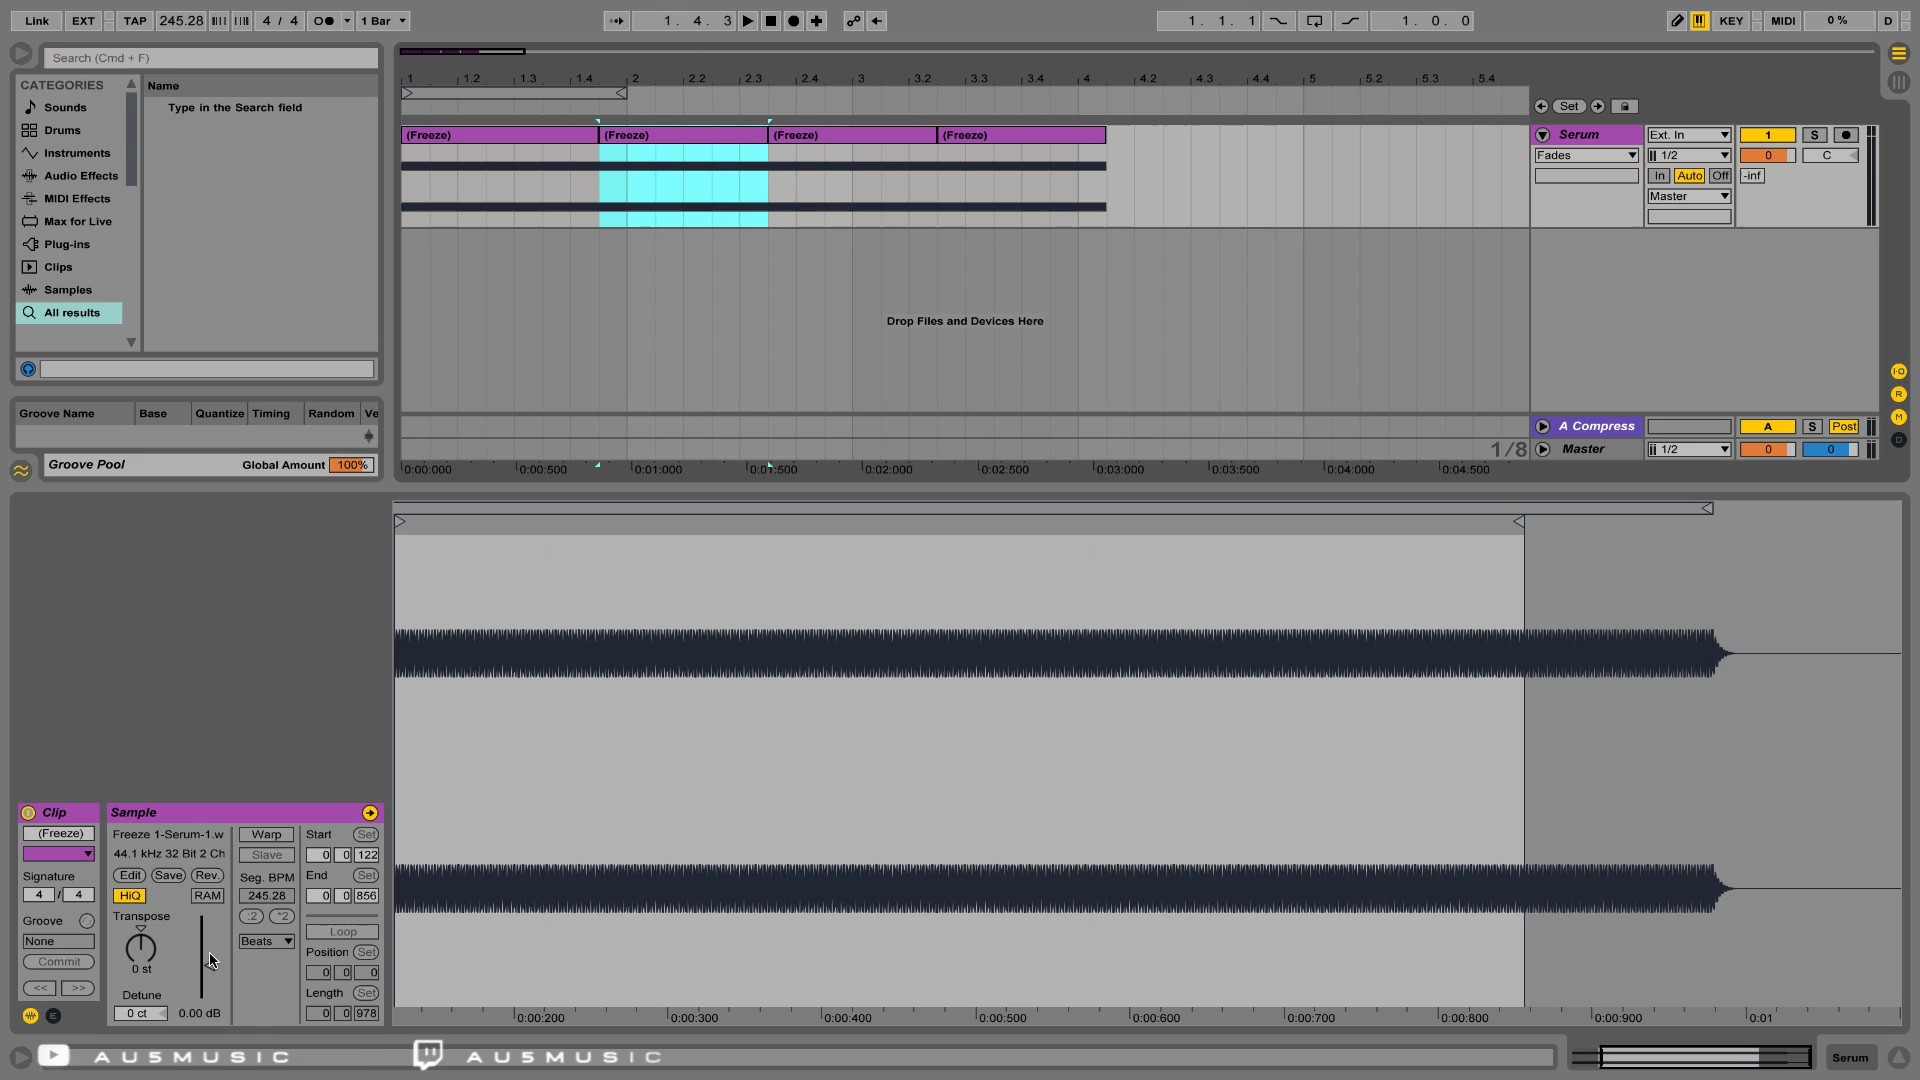 Link EXT TAP 245.28 4 / 4 1 Bar 1. 4. 3 1. 1. 1 1. 0. 0 KEY MIDI 0 % D
Search (Cmd + F)
CATEGORIES Name
Sounds Type in the Search field
Drums
Instruments
Audio Effects
MIDI Effects
Max for Live
Plug-ins
Clips
Samples
All results
1 1.2 1.3 1.4 2 2.2 2.3 2.4 3 3.2 3.3 3.4 4 4.2 4.3 4.4 5 5.2 5.3 5.4
Set
(Freeze) (Freeze) (Freeze) (Freeze)
Serum Ext. In 1 S
Fades 1/2 0 C
In Auto Off -inf
Master
Drop Files and Devices Here
I·O
R
M
D
Groove Name Base Quantize Timing Random Ve
Groove Pool Global Amount 100%
A Compress A S Post
1/8 Master 1/2 0 0
0:00:000 0:00:500 0:01:000 0:01:500 0:02:000 0:02:500 0:03:000 0:03:500 0:04:000 0:04:500
Clip Sample
(Freeze) Freeze 1-Serum-1.w Warp Start Set
44.1 kHz 32 Bit 2 Ch Slave 0 0 122
Signature Edit Save Rev. Seg. BPM End Set
4 / 4 HiQ RAM 245.28 0 0 856
Groove Transpose :2 *2
None Beats Loop
Commit 0 st Position Set
0 0 0
<< >> Detune Length Set
E 0 ct 0.00 dB 0 0 978
0:00:200 0:00:300 0:00:400 0:00:500 0:00:600 0:00:700 0:00:800 0:00:900 0:01
AU5MUSIC AU5MUSIC Serum